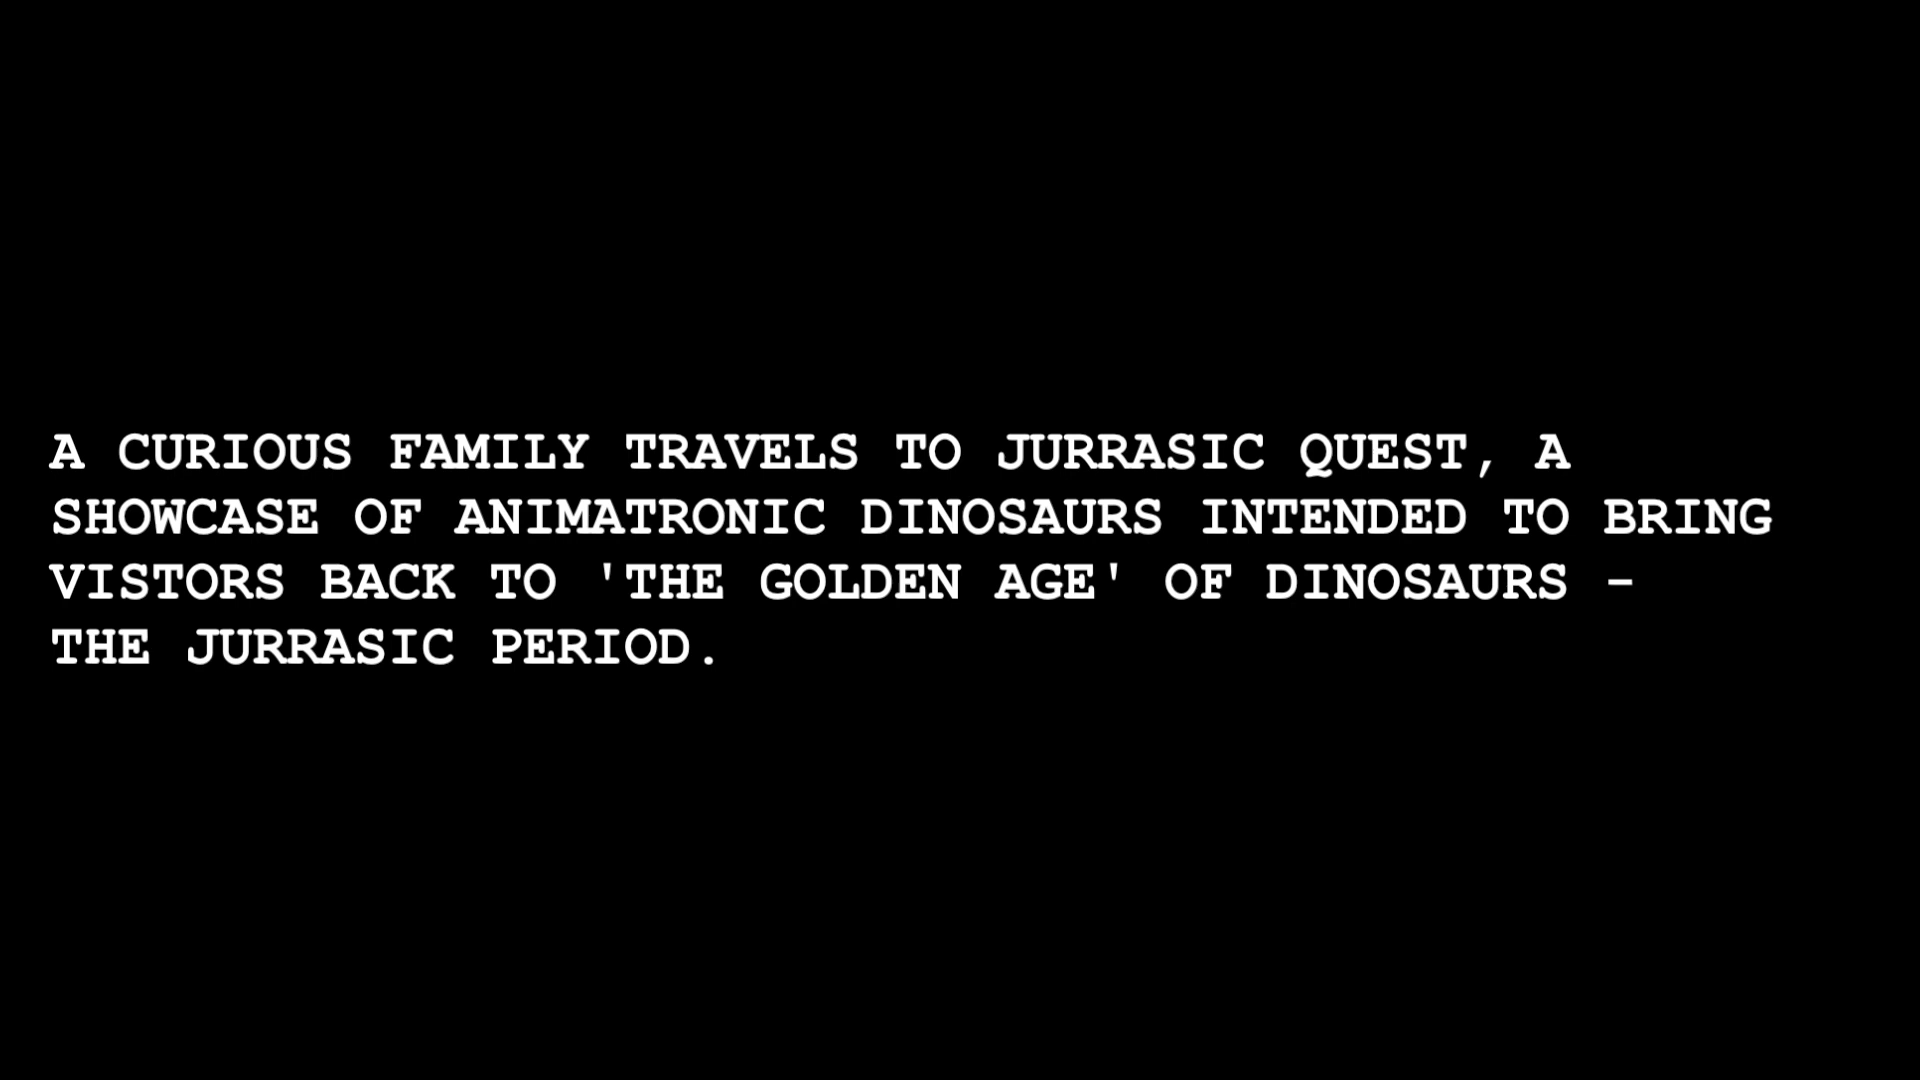 A CURIOUS FAMILY TRAVELS TO JURRASIC QUEST, A
SHOWCASE OF ANIMATRONIC DINOSAURS INTENDED TO BRING
VISTORS BACK TO 'THE GOLDEN AGE' OF DINOSAURS -
THE JURRASIC PERIOD.